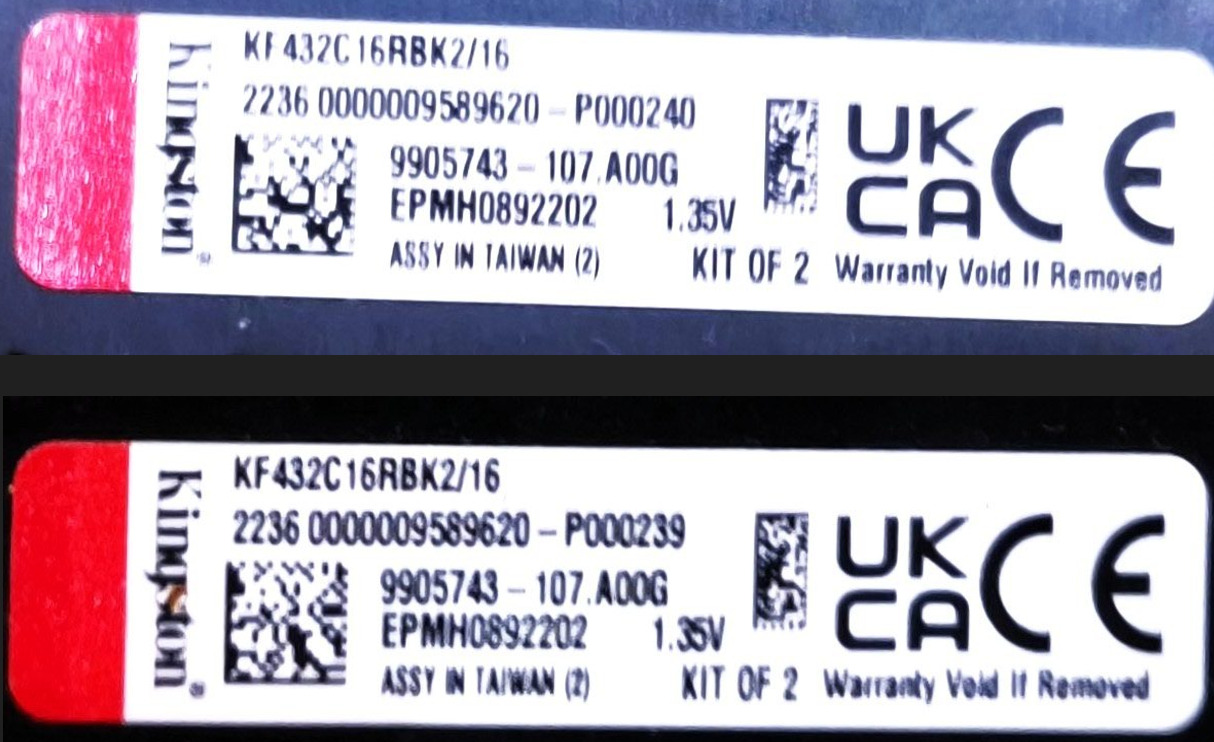 Kingston
KF432C16RBK2/16
2236 0000009589620 - P000240
9905743 - 107.A00G
EPMH0892202 1.35V
ASSY IN TAIWAN (2) KIT OF 2 Warranty Void If Removed
UK CA CE
Kingston
KF432C16RBK2/16
2236 0000009589620 - P000239
9905743 - 107.A00G
EPMH0892202 1.35V
ASSY IN TAIWAN (2) KIT OF 2 Warranty Void If Removed
UK CA CE